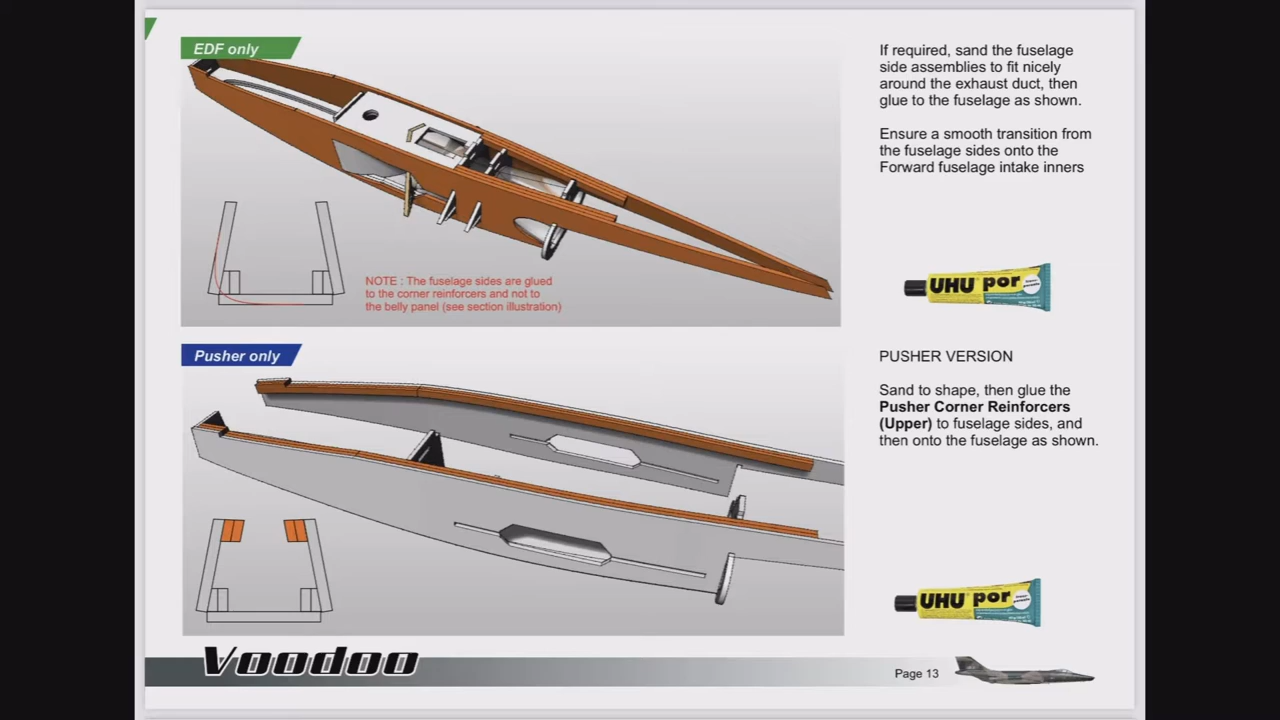 EDF only
If required, sand the fuselage
side assemblies to fit nicely
around the exhaust duct, then
glue to the fuselage as shown.
Ensure a smooth transition from
the fuselage sides onto the
Forward fuselage intake inners
NOTE : The fuselage sides are glued
to the corner reinforcers and not to
the belly panel (see section illustration)
UHU por
Pusher only
PUSHER VERSION
Sand to shape, then glue the
Pusher Corner Reinforcers
(Upper) to fuselage sides, and
then onto the fuselage as shown.
UHU por
Voodoo
Page 13